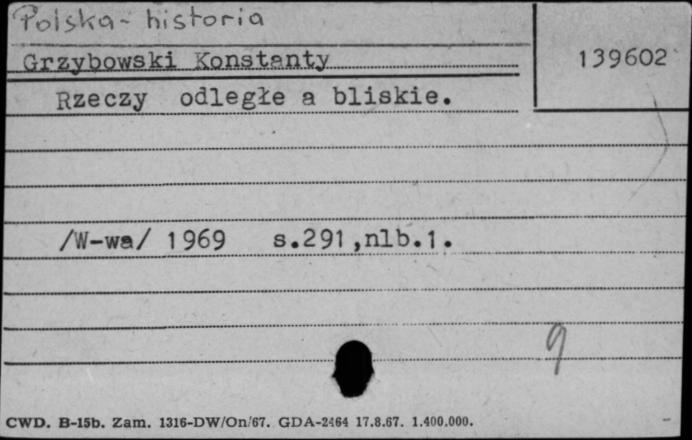 Polska - historia
Grzybowski Konstanty
139602
Rzeczy odległe a bliskie.
/W-wa/ 1969 s.291,nlb.1.
9
CWD. B-15b. Zam. 1316-DW/On/67. GDA-2464 17.8.67. 1.400.000.